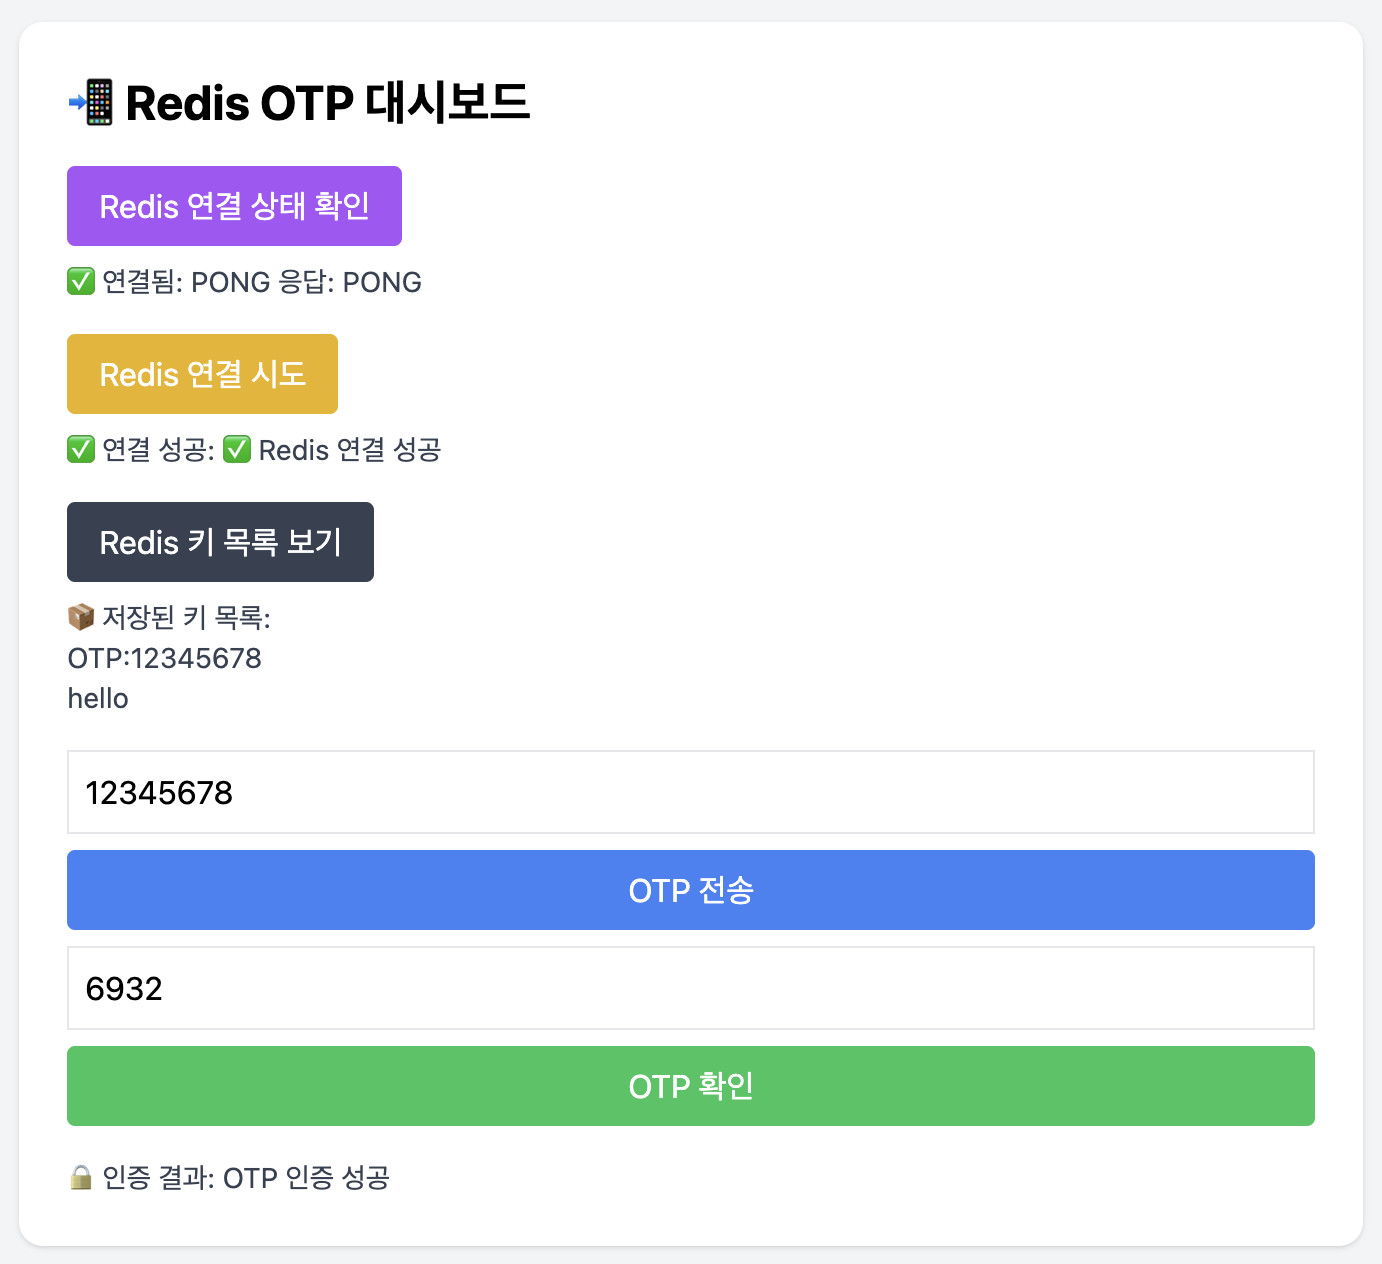 📲 Redis OTP 대시보드
Redis 연결 상태 확인
✅ 연결됨: PONG 응답: PONG
Redis 연결 시도
✅ 연결 성공: ✅ Redis 연결 성공
Redis 키 목록 보기
📦 저장된 키 목록:
OTP:12345678
hello
12345678
OTP 전송
6932
OTP 확인
🔒 인증 결과: OTP 인증 성공